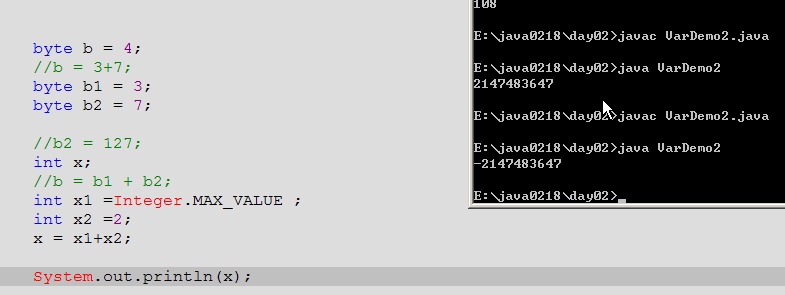 byte b = 4;
//b = 3+7;
byte b1 = 3;
byte b2 = 7;
//b2 = 127;
int x;
//b = b1 + b2;
int x1 =Integer.MAX_VALUE ;
int x2 =2;
x = x1+x2;
System.out.println(x);
108
E:\java0218\day02>javac VarDemo2.java
E:\java0218\day02>java VarDemo2
2147483647
E:\java0218\day02>javac VarDemo2.java
E:\java0218\day02>java VarDemo2
-2147483647
E:\java0218\day02>